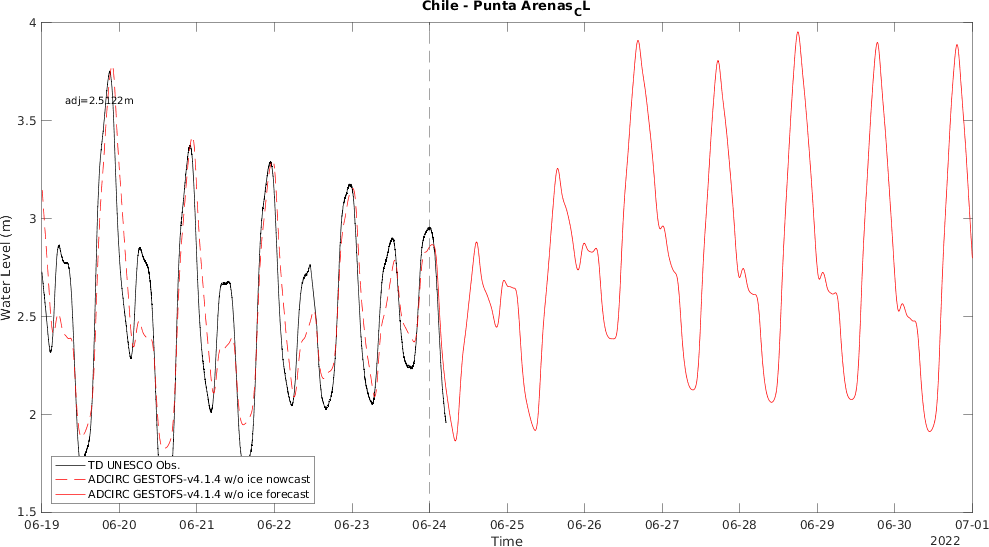 Chile - Punta Arenas_CL
4
adj=2.5122m
3.5
3
Water Level (m)
2.5
2
TD UNESCO Obs.
ADCIRC GESTOFS-v4.1.4 w/o ice nowcast
ADCIRC GESTOFS-v4.1.4 w/o ice forecast
1.5
06-19 06-20 06-21 06-22 06-23 06-24 06-25 06-26 06-27 06-28 06-29 06-30 07-01
Time
2022